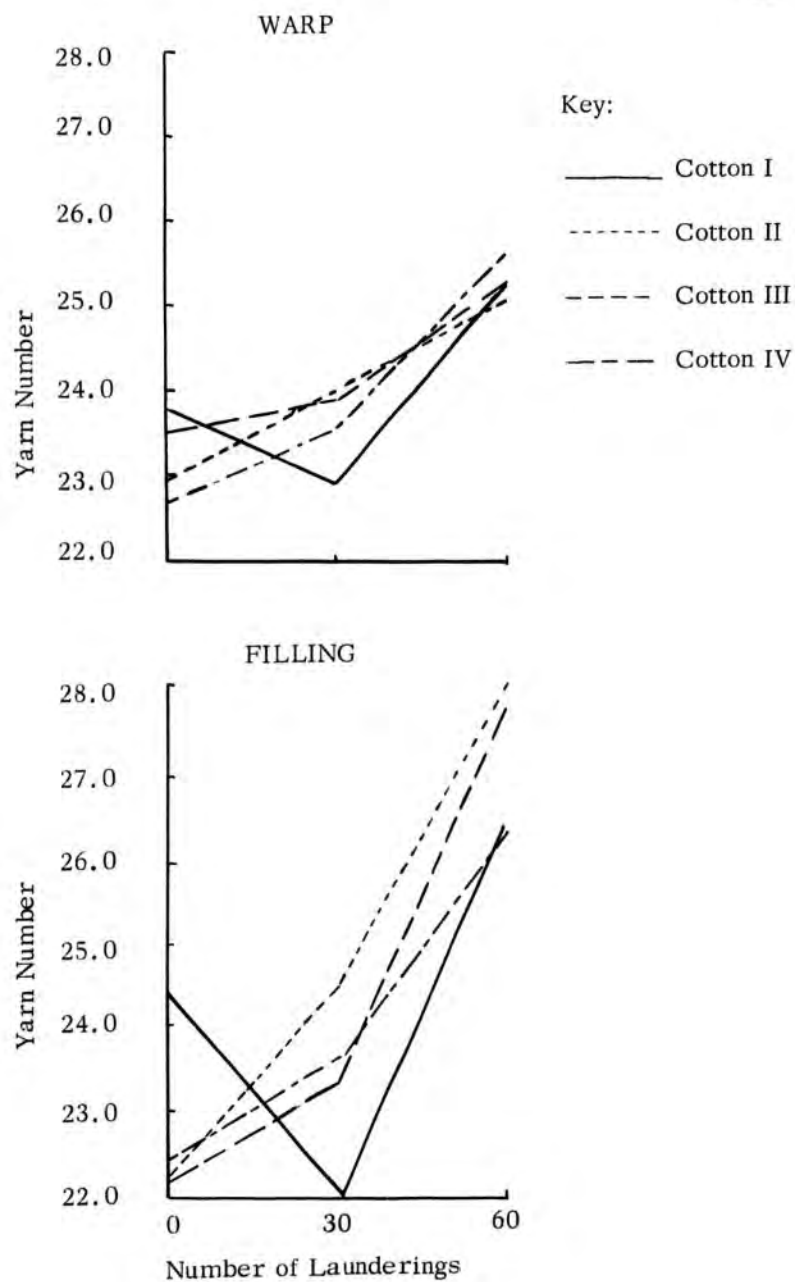 WARP
28.0
27.0
26.0
25.0
24.0
23.0
22.0
Yarn Number
Key:
Cotton I
Cotton II
Cotton III
Cotton IV
FILLING
28.0
27.0
26.0
25.0
24.0
23.0
22.0
Yarn Number
0 30 60
Number of Launderings